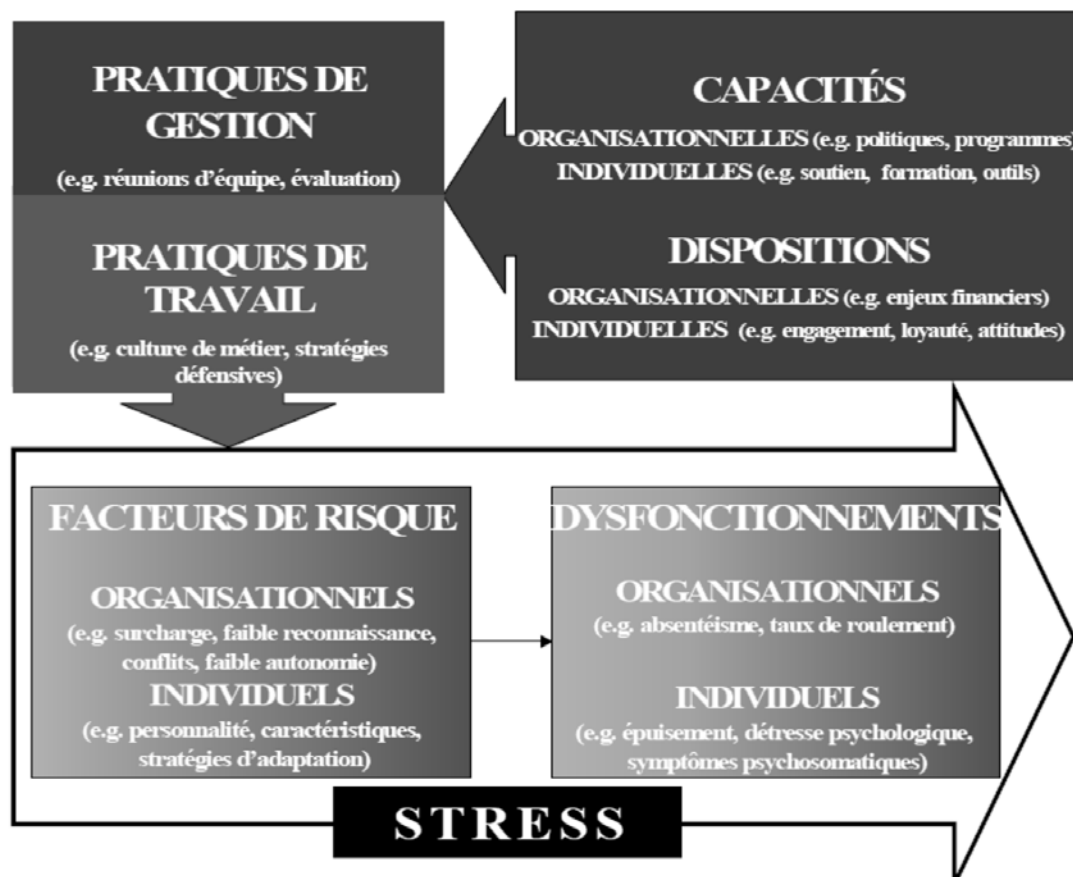 PRATIQUES DE
GESTION
(e.g. réunions d'équipe, évaluation)
PRATIQUES DE
TRAVAIL
(e.g. culture de métier, stratégies
défensives)
CAPACITÉS
ORGANISATIONNELLES (e.g. politiques, programmes)
INDIVIDUELLES (e.g. soutien, formation, outils)
DISPOSITIONS
ORGANISATIONNELLES (e.g. enjeux financiers)
INDIVIDUELLES (e.g. engagement, loyauté, attitudes)
FACTEURS DE RISQUE
ORGANISATIONNELS
(e.g. surcharge, faible reconnaissance,
conflits, faible autonomie)
INDIVIDUELS
(e.g. personnalité, caractéristiques,
stratégies d'adaptation)
DYSFONCTIONNEMENTS
ORGANISATIONNELS
(e.g. absentéisme, taux de roulement)
INDIVIDUELS
(e.g. épuisement, détresse psychologique,
symptômes psychosomatiques)
STRESS